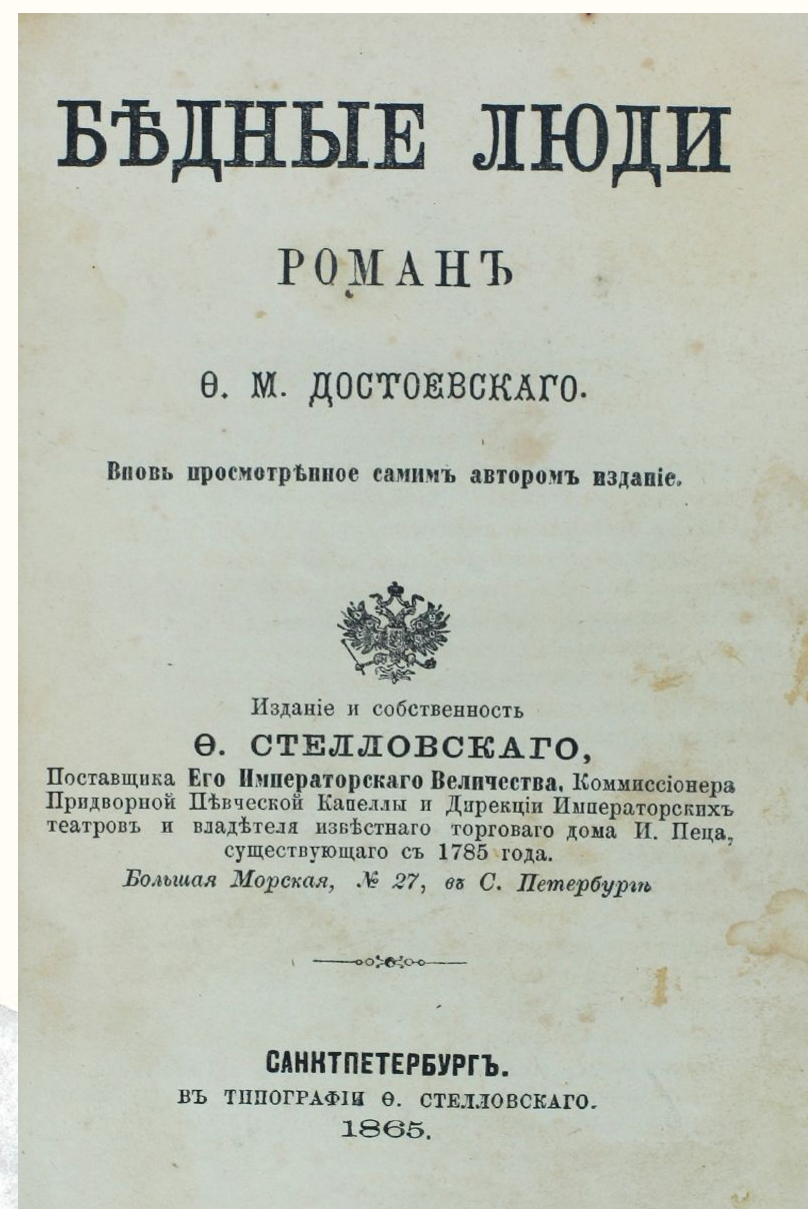 БѢДНЫЕ ЛЮДИ
РОМАНЪ
Ѳ. М. ДОСТОЕВСКАГО.
Вновь просмотрѣнное самимъ авторомъ изданіе.
Изданіе и собственность
Ѳ. СТЕЛЛОВСКАГО,
Поставщика Его Императорскаго Величества, Коммиссіонера
Придворной Пѣвческой Капеллы и Дирекціи Императорскихъ
театровъ и владѣтеля извѣстнаго торговаго дома И. Пеца,
существующаго съ 1785 года.
Большая Морская, № 27, въ С. Петербургѣ
САНКТПЕТЕРБУРГЪ.
ВЪ ТИПОГРАФІИ Ѳ. СТЕЛЛОВСКАГО.
1865.